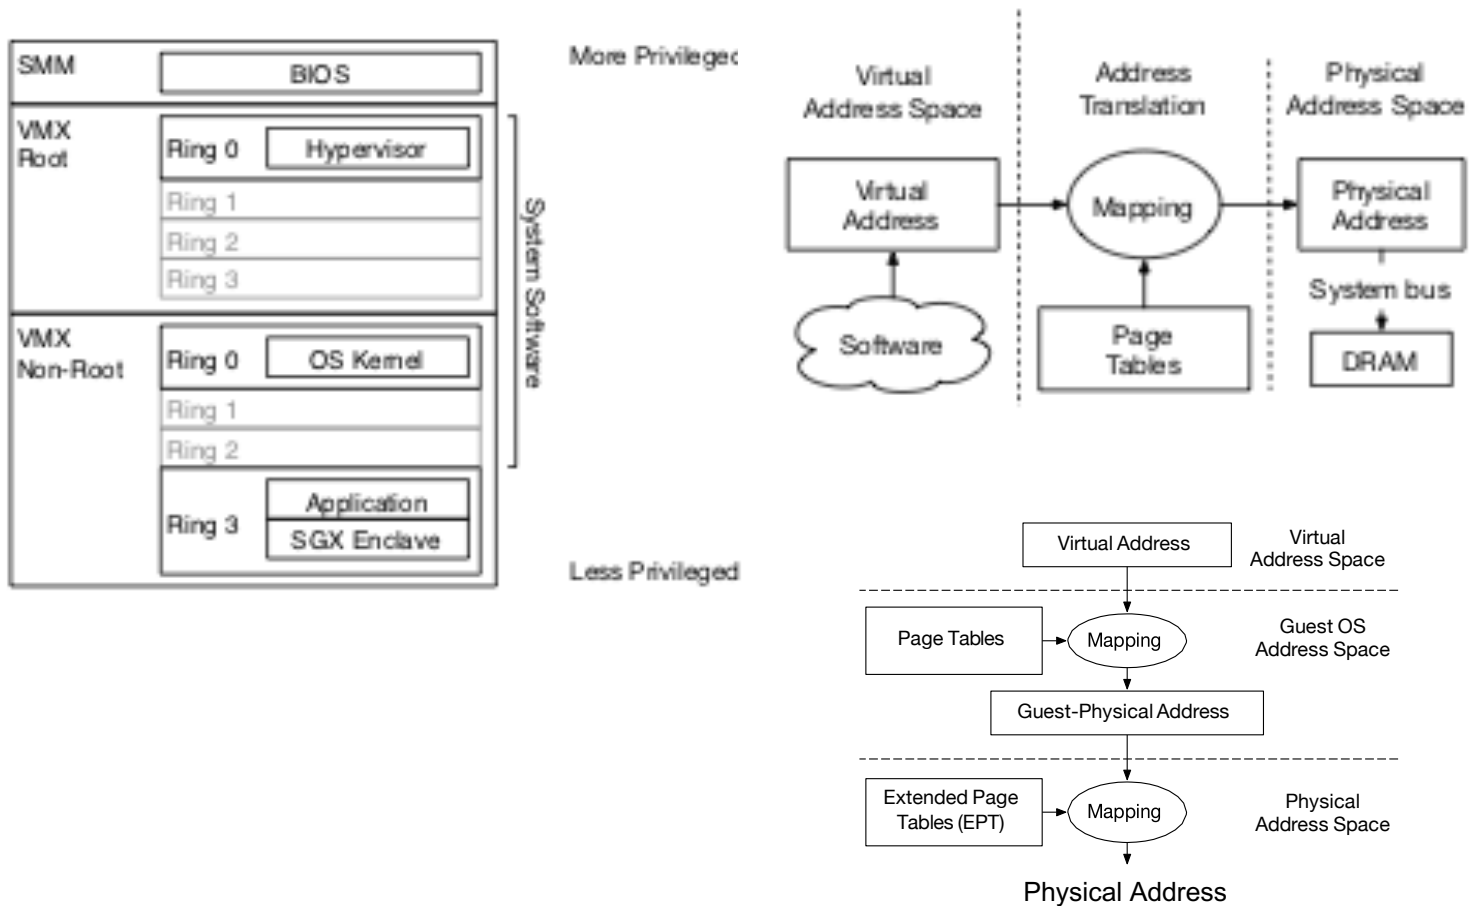 SMM
BIOS
More Privileged
VMX
Root
Ring 0
Hypervisor
Ring 1
Ring 2
Ring 3
System Software
VMX
Non-Root
Ring 0
OS Kernel
Ring 1
Ring 2
Ring 3
Application
SGX Enclave
Less Privileged
Virtual
Address Space
Address
Translation
Physical
Address Space
Virtual
Address
Mapping
Physical
Address
Software
Page
Tables
System bus
DRAM
Virtual Address
Virtual
Address Space
Page Tables
Mapping
Guest OS
Address Space
Guest-Physical Address
Extended Page
Tables (EPT)
Mapping
Physical
Address Space
Physical Address